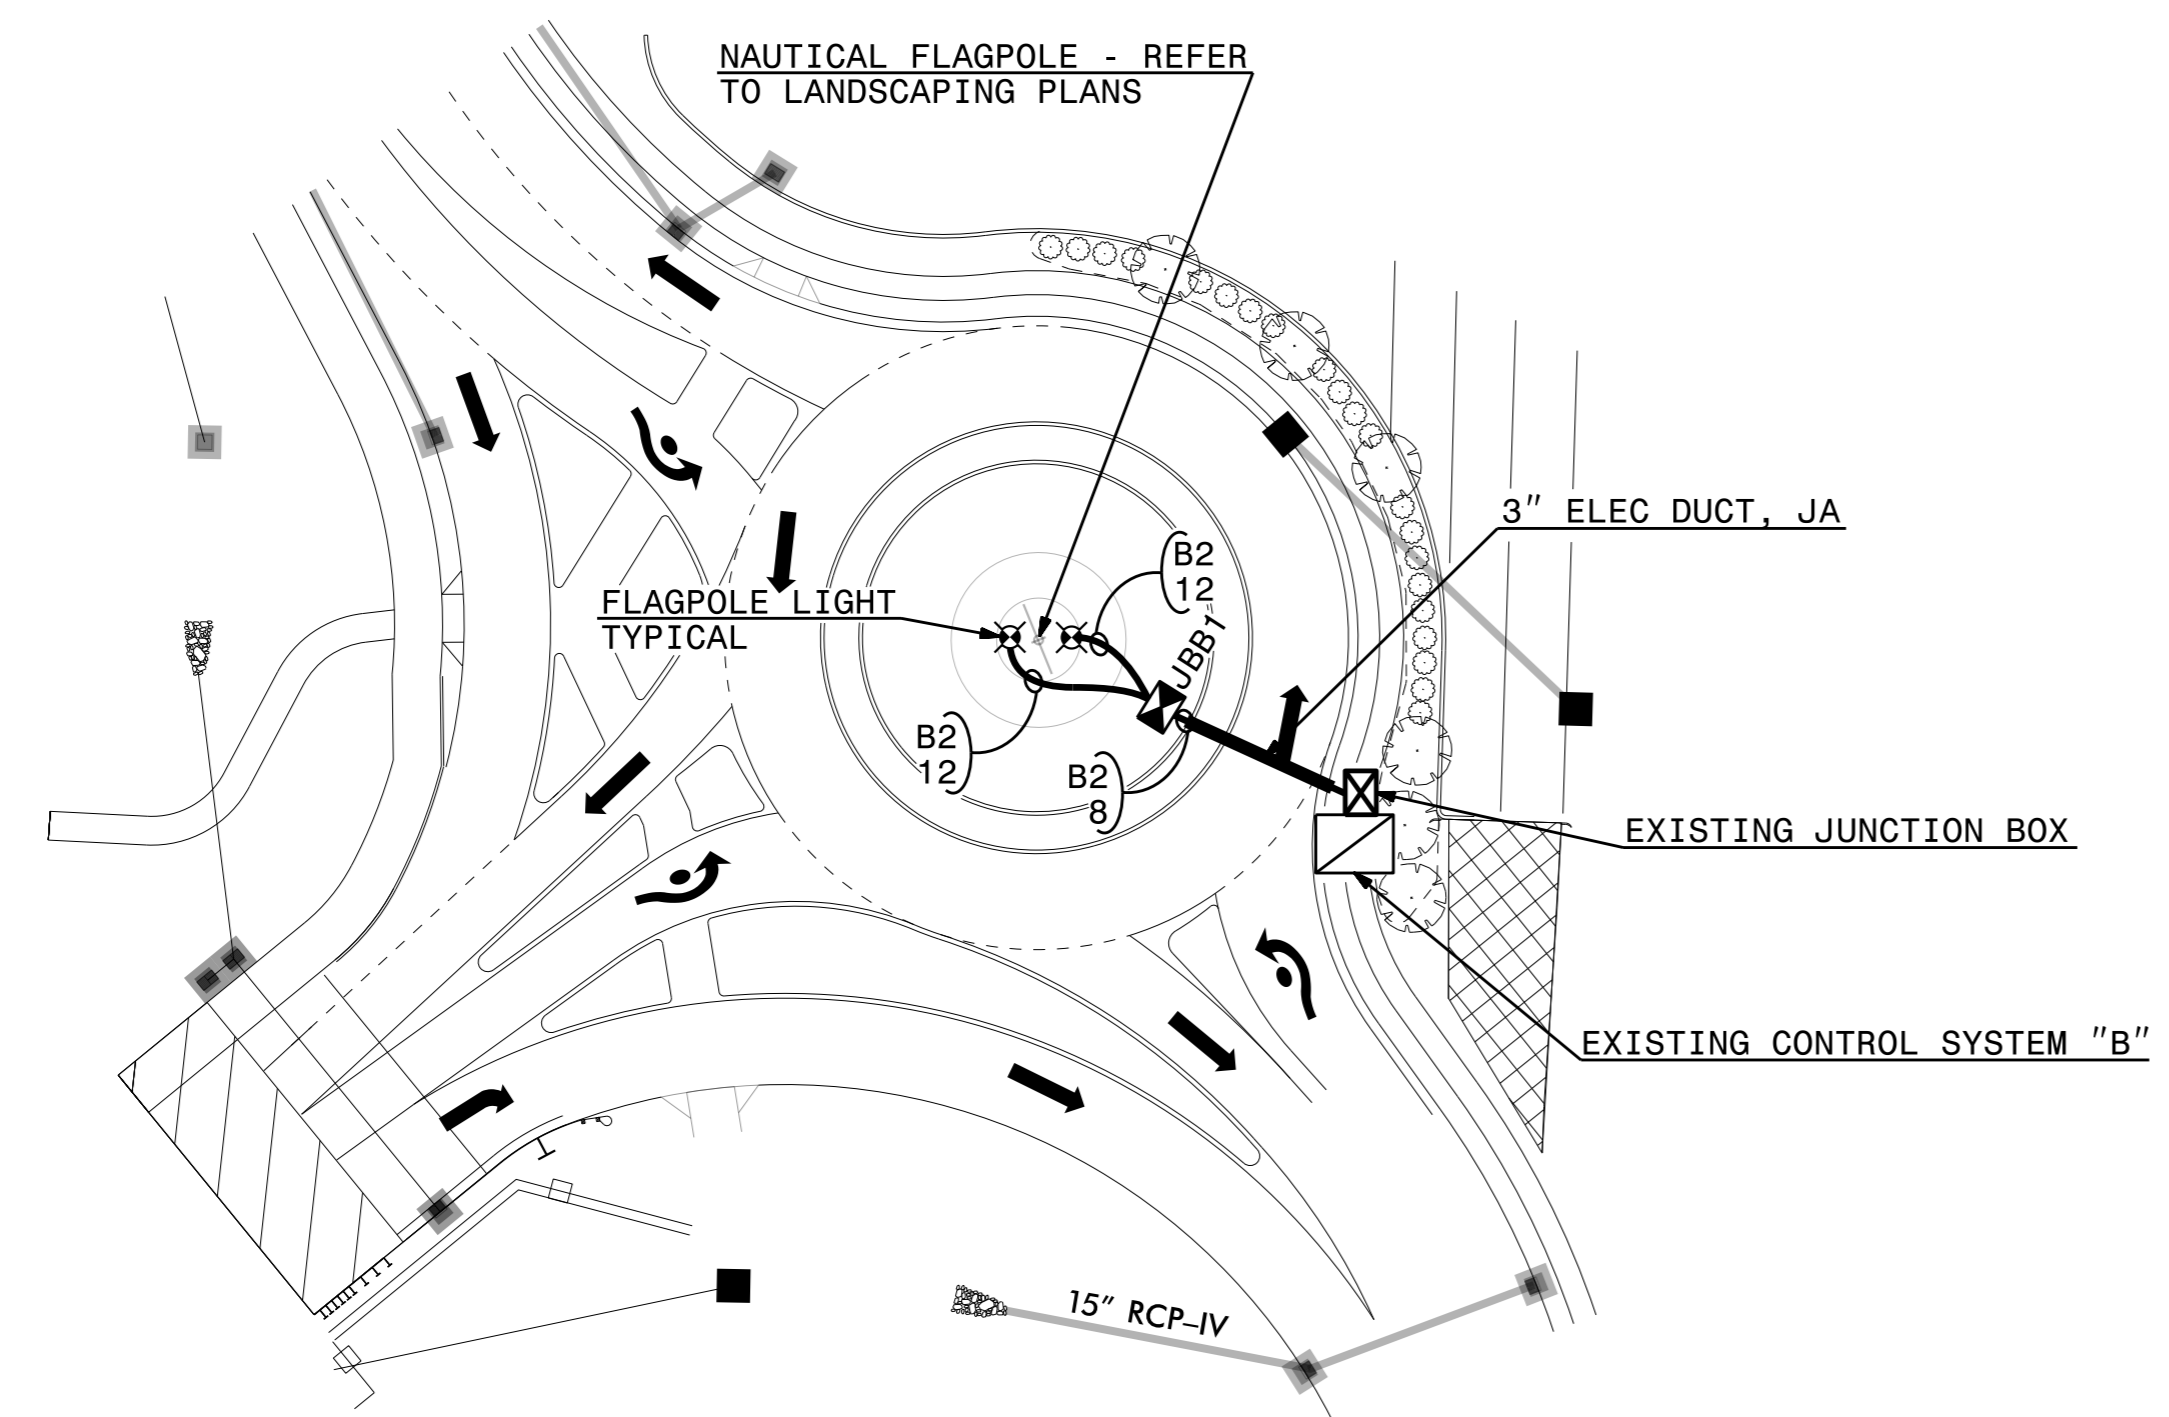 NAUTICAL FLAGPOLE - REFER
TO LANDSCAPING PLANS
3" ELEC DUCT, JA
B2
12
FLAGPOLE LIGHT
TYPICAL
JBB1
B2
12
B2
8
EXISTING JUNCTION BOX
EXISTING CONTROL SYSTEM "B"
15" RCP–IV